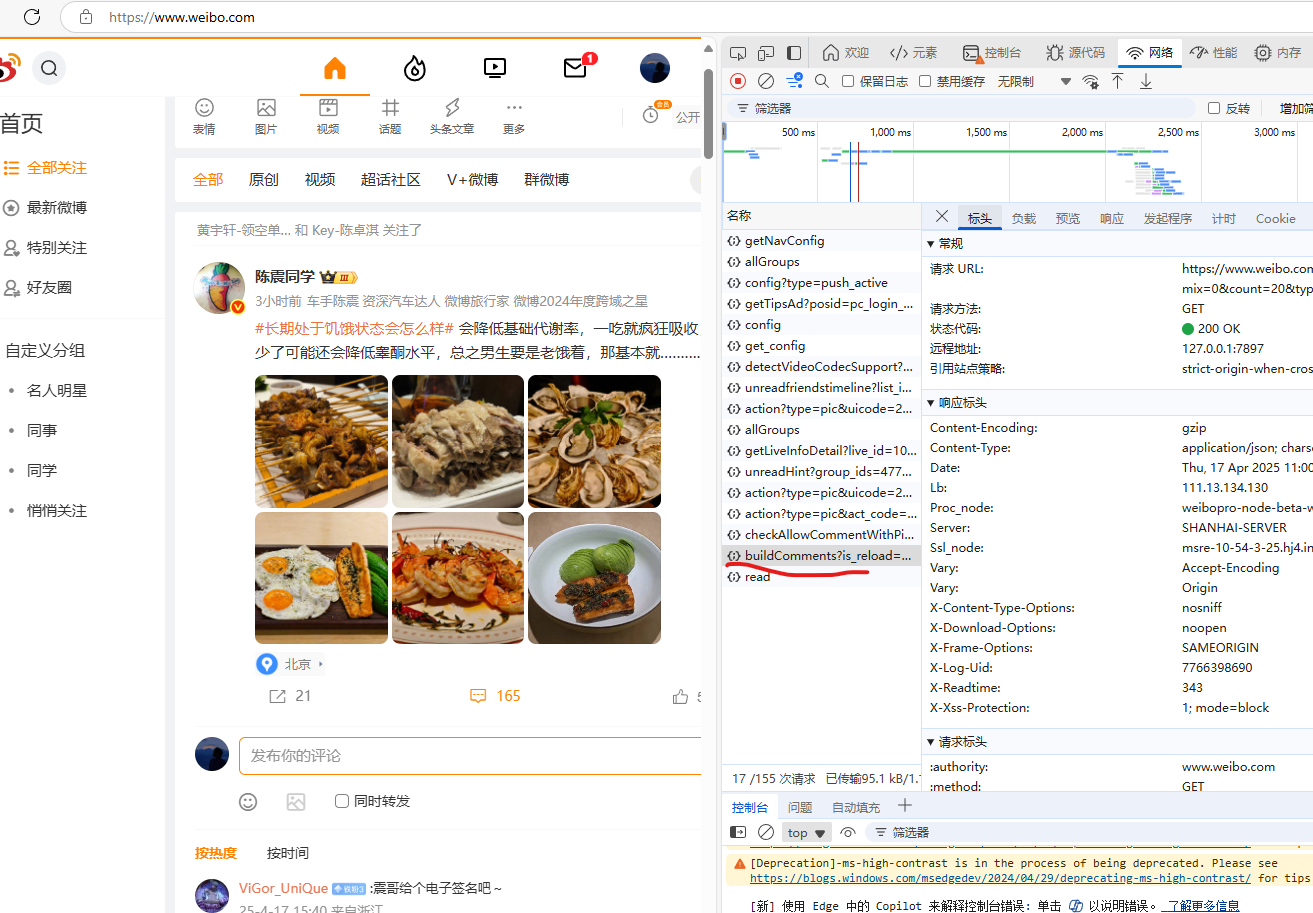 https://www.weibo.com
1
首页
全部关注
最新微博
特别关注
好友圈
自定义分组
名人明星
同事
同学
悄悄关注
表情 图片 视频 话题 头条文章 更多
会员
公开
全部 原创 视频 超话社区 V+微博 群微博
黄宇轩-领空单... 和 Key-陈卓淇 关注了
陈震同学 III
V
3小时前 车手陈震 资深汽车达人 微博旅行家 微博2024年度跨域之星
#长期处于饥饿状态会怎么样# 会降低基础代谢率，一吃就疯狂吸收
少了可能还会降低睾酮水平，总之男生要是老饿着，那基本就..........
北京
21 165
发布你的评论
同时转发
按热度 按时间
ViGor_UniQue 铁粉3 :震哥给个电子签名吧～
25-4-17 15:40 来自浙江
欢迎 元素 控制台 源代码 网络 性能 内存
保留日志 禁用缓存 无限制
筛选器 反转
500 ms 1,000 ms 1,500 ms 2,000 ms 2,500 ms 3,000 ms
名称
getNavConfig
allGroups
config?type=push_active
getTipsAd?posid=pc_login_...
config
get_config
detectVideoCodecSupport?...
unreadfriendstimeline?list_i...
action?type=pic&uicode=2...
allGroups
getLiveInfoDetail?live_id=10...
unreadHint?group_ids=477...
action?type=pic&uicode=2...
action?type=pic&act_code=...
checkAllowCommentWithPi...
buildComments?is_reload=...
read
17 /155 次请求 已传输95.1 kB/1.
标头 负载 预览 响应 发起程序 计时 Cookie
常规
请求 URL: https://www.weibo.com
mix=0&count=20&typ
请求方法: GET
状态代码: 200 OK
远程地址: 127.0.0.1:7897
引用站点策略: strict-origin-when-cros
响应标头
Content-Encoding: gzip
Content-Type: application/json; charse
Date: Thu, 17 Apr 2025 11:00
Lb: 111.13.134.130
Proc_node: weibopro-node-beta-w
Server: SHANHAI-SERVER
Ssl_node: msre-10-54-3-25.hj4.in
Vary: Accept-Encoding
Vary: Origin
X-Content-Type-Options: nosniff
X-Download-Options: noopen
X-Frame-Options: SAMEORIGIN
X-Log-Uid: 7766398690
X-Readtime: 343
X-Xss-Protection: 1; mode=block
请求标头
:authority: www.weibo.com
:method: GET
控制台 问题 自动填充
top 筛选器
[Deprecation]-ms-high-contrast is in the process of being deprecated. Please see
https://blogs.windows.com/msedgedev/2024/04/29/deprecating-ms-high-contrast/ for tips
[新] 使用 Edge 中的 Copilot 来解释控制台错误: 单击 以说明错误。 了解更多信息